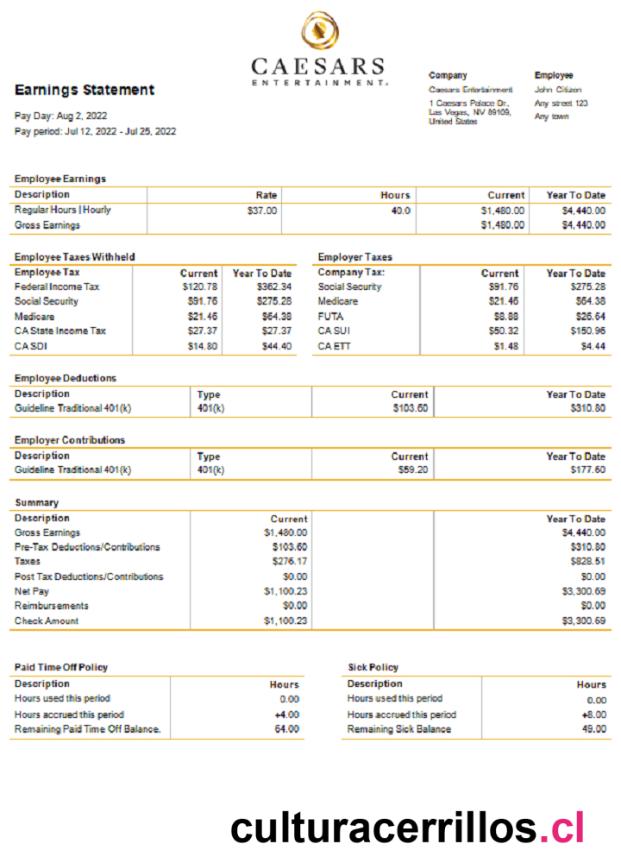 CAESARS
ENTERTAINMENT.
Earnings Statement
Pay Day: Aug 2, 2022
Pay period: Jul 12, 2022 - Jul 25, 2022
Company
Caesars Entertainment
1 Caesars Palace Dr.,
Las Vegas, NV 89109,
United States
Employee
John Citizen
Any street 123
Any town
Employee Earnings
Description Rate Hours Current Year To Date
Regular Hours | Hourly $37.00 40.0 $1,480.00 $4,440.00
Gross Earnings $1,480.00 $4,440.00
Employee Taxes Withheld
Employee Tax Current Year To Date
Federal Income Tax $120.78 $362.34
Social Security $91.76 $275.28
Medicare $21.46 $64.38
CA State Income Tax $27.37 $27.37
CA SDI $14.80 $44.40
Employer Taxes
Company Tax: Current Year To Date
Social Security $91.76 $275.28
Medicare $21.46 $64.38
FUTA $8.88 $26.64
CA SUI $50.32 $150.96
CA ETT $1.48 $4.44
Employee Deductions
Description Type Current Year To Date
Guideline Traditional 401(k) 401(k) $103.60 $310.80
Employer Contributions
Description Type Current Year To Date
Guideline Traditional 401(k) 401(k) $59.20 $177.60
Summary
Description Current Year To Date
Gross Earnings $1,480.00 $4,440.00
Pre-Tax Deductions/Contributions $103.60 $310.80
Taxes $276.17 $828.51
Post Tax Deductions/Contributions $0.00 $0.00
Net Pay $1,100.23 $3,300.69
Reimbursements $0.00 $0.00
Check Amount $1,100.23 $3,300.69
Paid Time Off Policy
Description Hours
Hours used this period 0.00
Hours accrued this period +4.00
Remaining Paid Time Off Balance. 64.00
Sick Policy
Description Hours
Hours used this period 0.00
Hours accrued this period +8.00
Remaining Sick Balance 49.00
culturacerrillos.cl